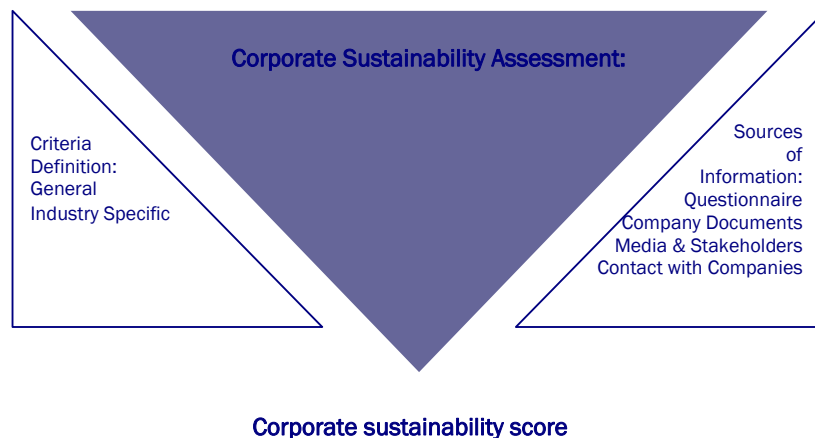 Corporate Sustainability Assessment:
Criteria
Definition:
General
Industry Specific
Sources
of
Information:
Questionnaire
Company Documents
Media & Stakeholders
Contact with Companies
Corporate sustainability score